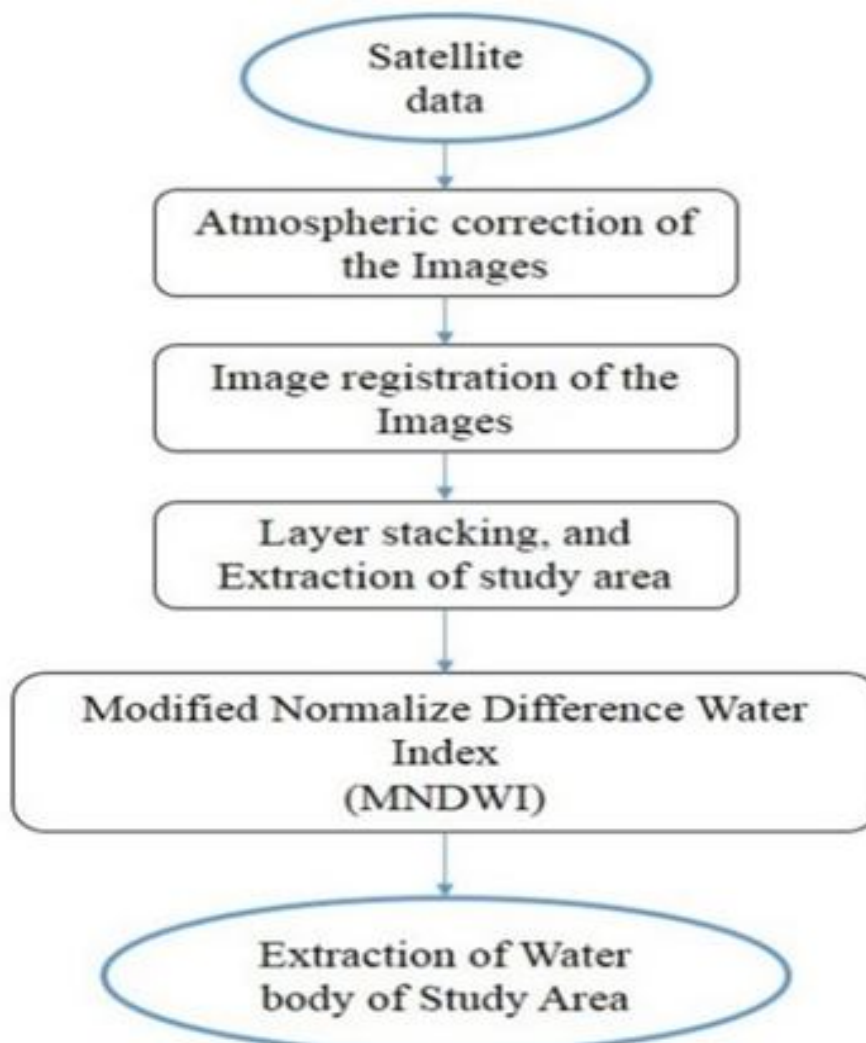 Satellite
data
Atmospheric correction of
the Images
Image registration of the
Images
Layer stacking, and
Extraction of study area
Modified Normalize Difference Water
Index
(MNDWI)
Extraction of Water
body of Study Area